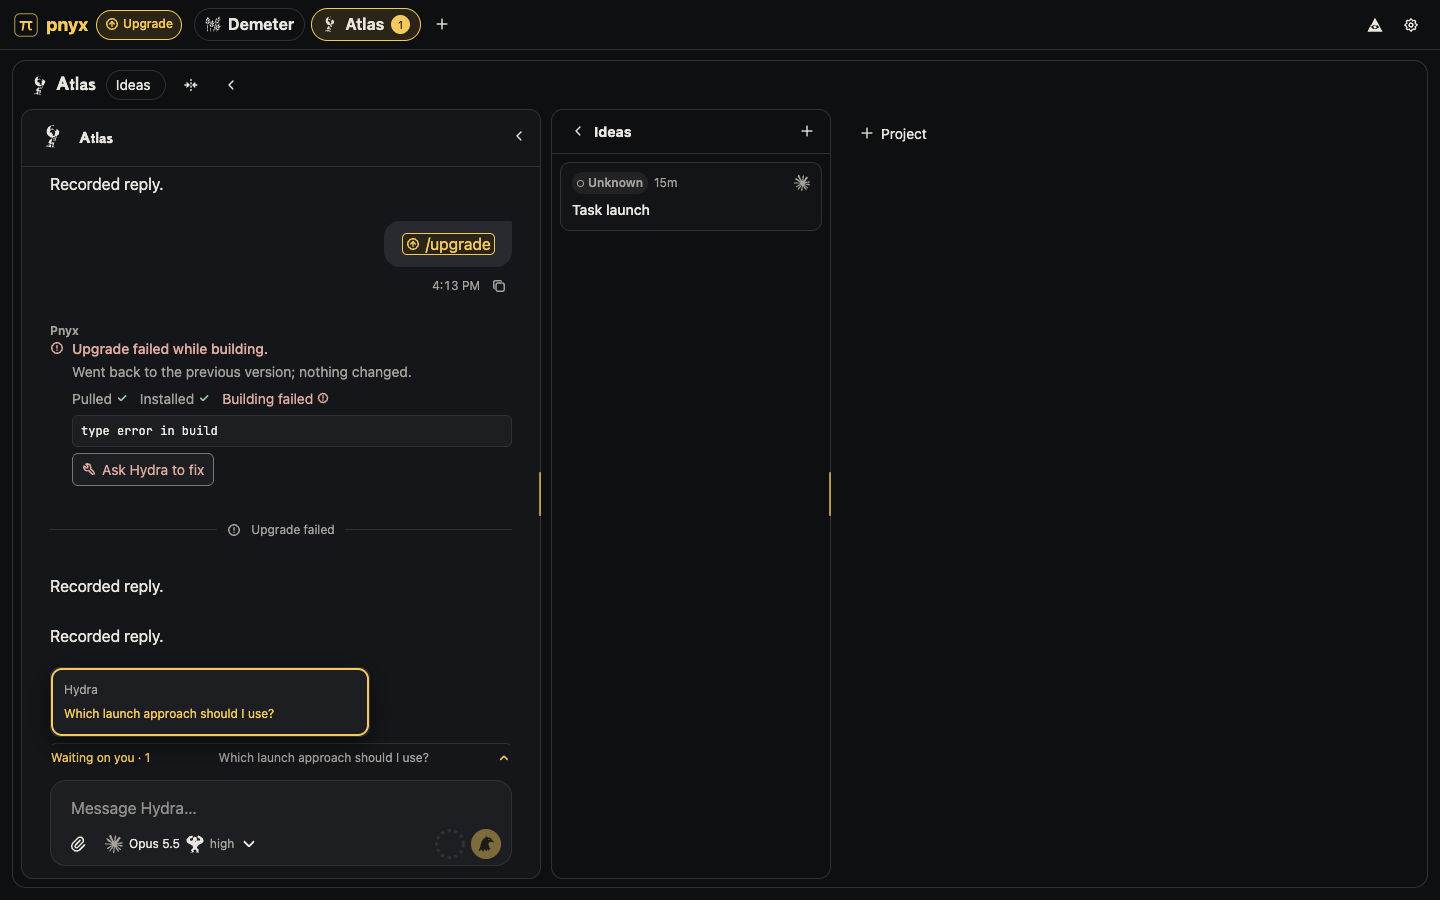 π pnyx Upgrade Demeter Atlas 1
Atlas Ideas
Atlas
Recorded reply.
/upgrade
4:13 PM
Pnyx
Upgrade failed while building.
Went back to the previous version; nothing changed.
Pulled Installed Building failed
type error in build
Ask Hydra to fix
Upgrade failed
Recorded reply.
Recorded reply.
Hydra
Which launch approach should I use?
Waiting on you · 1 Which launch approach should I use?
Message Hydra...
Opus 5.5 high
Ideas
Unknown 15m
Task launch
Project